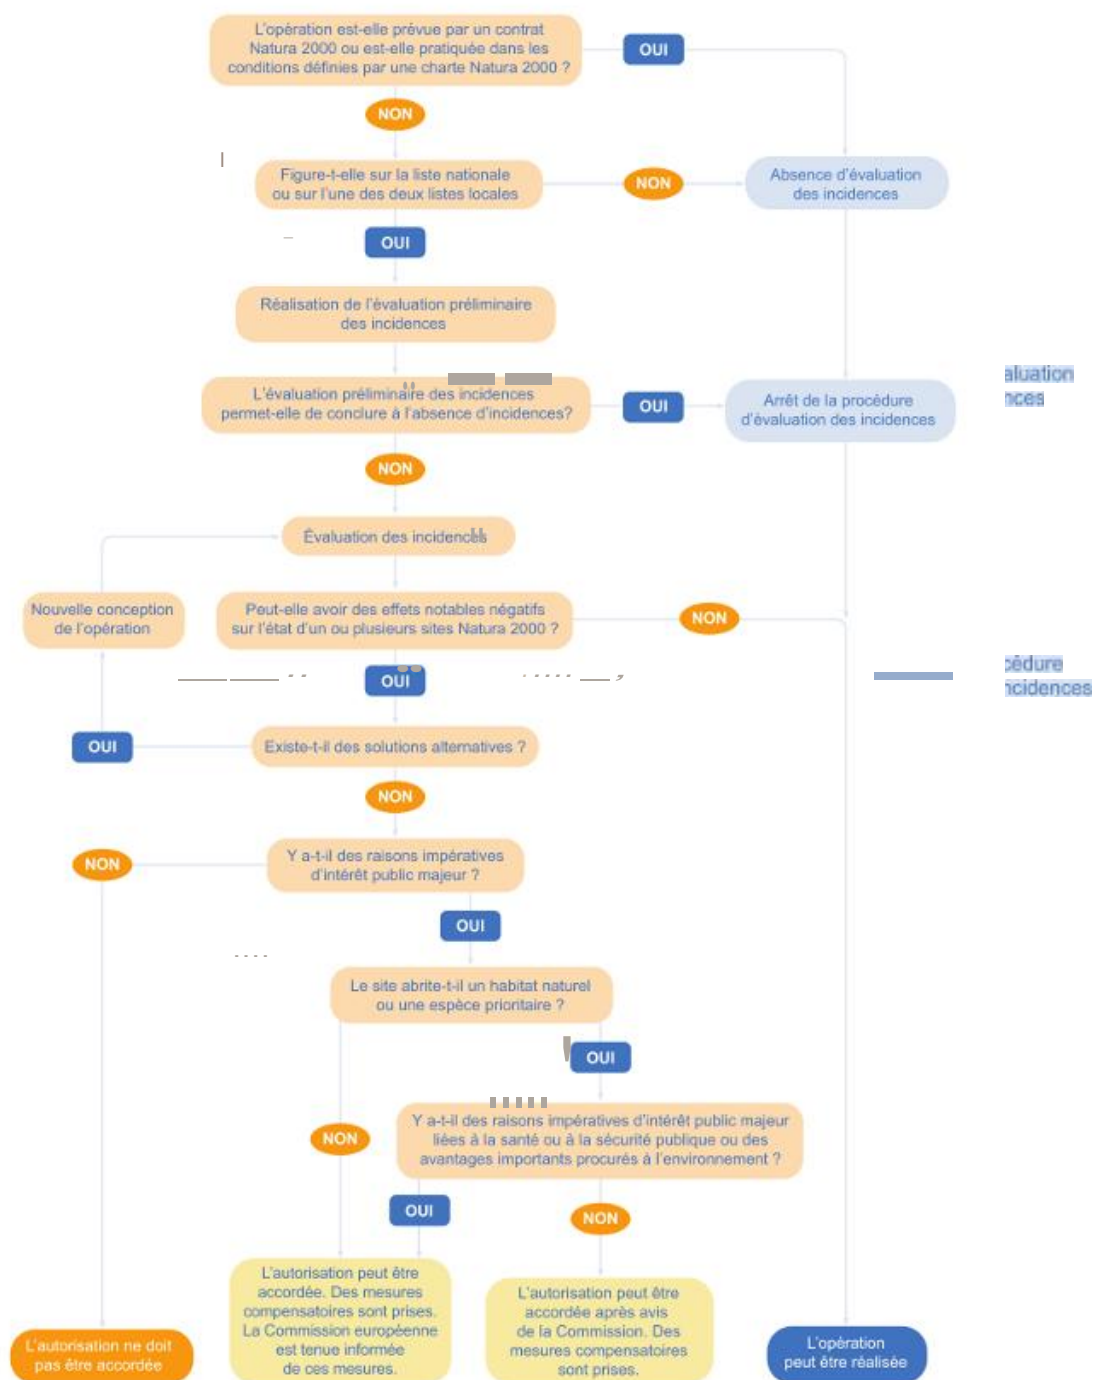 L'opération est-elle prévue par un contrat
Natura 2000 ou est-elle pratiquée dans les
conditions définies par une charte Natura 2000 ?
OUI
NON
Figure-t-elle sur la liste nationale
ou sur l'une des deux listes locales
NON
Absence d'évaluation
des incidences
OUI
Réalisation de l'évaluation préliminaire
des incidences
L'évaluation préliminaire des incidences
permet-elle de conclure à l'absence d'incidences?
OUI
Arrêt de la procédure
d'évaluation des incidences
aluation
nces
NON
Évaluation des incidences
Nouvelle conception
de l'opération
Peut-elle avoir des effets notables négatifs
sur l'état d'un ou plusieurs sites Natura 2000 ?
NON
OUI
cédure
ncidences
OUI
Existe-t-il des solutions alternatives ?
NON
NON
Y a-t-il des raisons impératives
d'intérêt public majeur ?
OUI
Le site abrite-t-il un habitat naturel
ou une espèce prioritaire ?
OUI
NON
Y a-t-il des raisons impératives d'intérêt public majeur
liées à la santé ou à la sécurité publique ou des
avantages importants procurés à l'environnement ?
OUI
NON
L'autorisation ne doit
pas être accordée
L'autorisation peut être
accordée. Des mesures
compensatoires sont prises.
La Commission européenne
est tenue informée
de ces mesures.
L'autorisation peut être
accordée après avis
de la Commission. Des
mesures compensatoires
sont prises.
L'opération
peut être réalisée